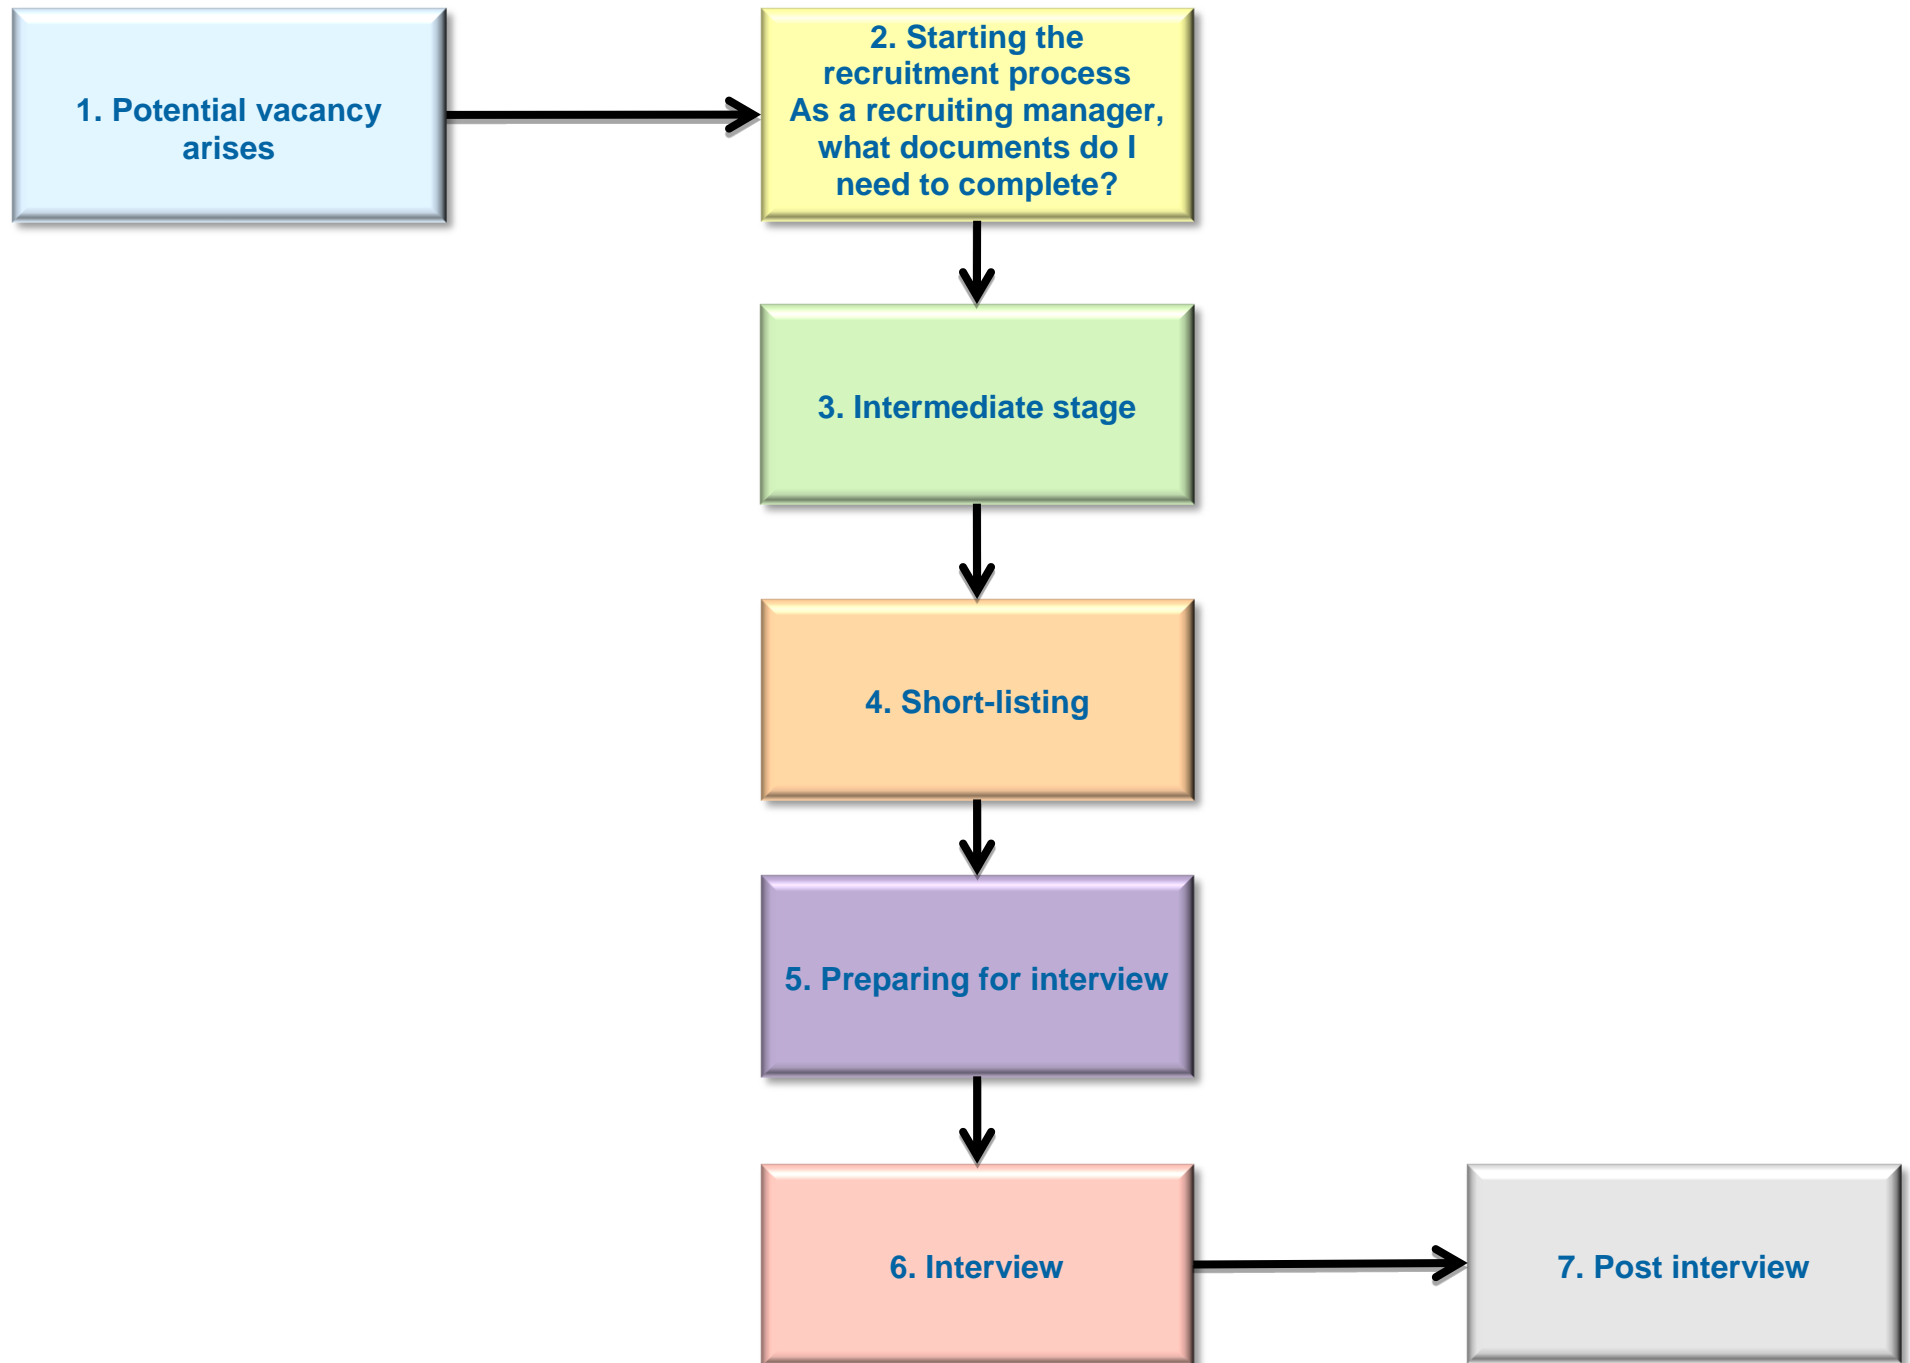 1. Potential vacancy
arises
2. Starting the
recruitment process
As a recruiting manager,
what documents do I
need to complete?
3. Intermediate stage
4. Short-listing
5. Preparing for interview
6. Interview
7. Post interview